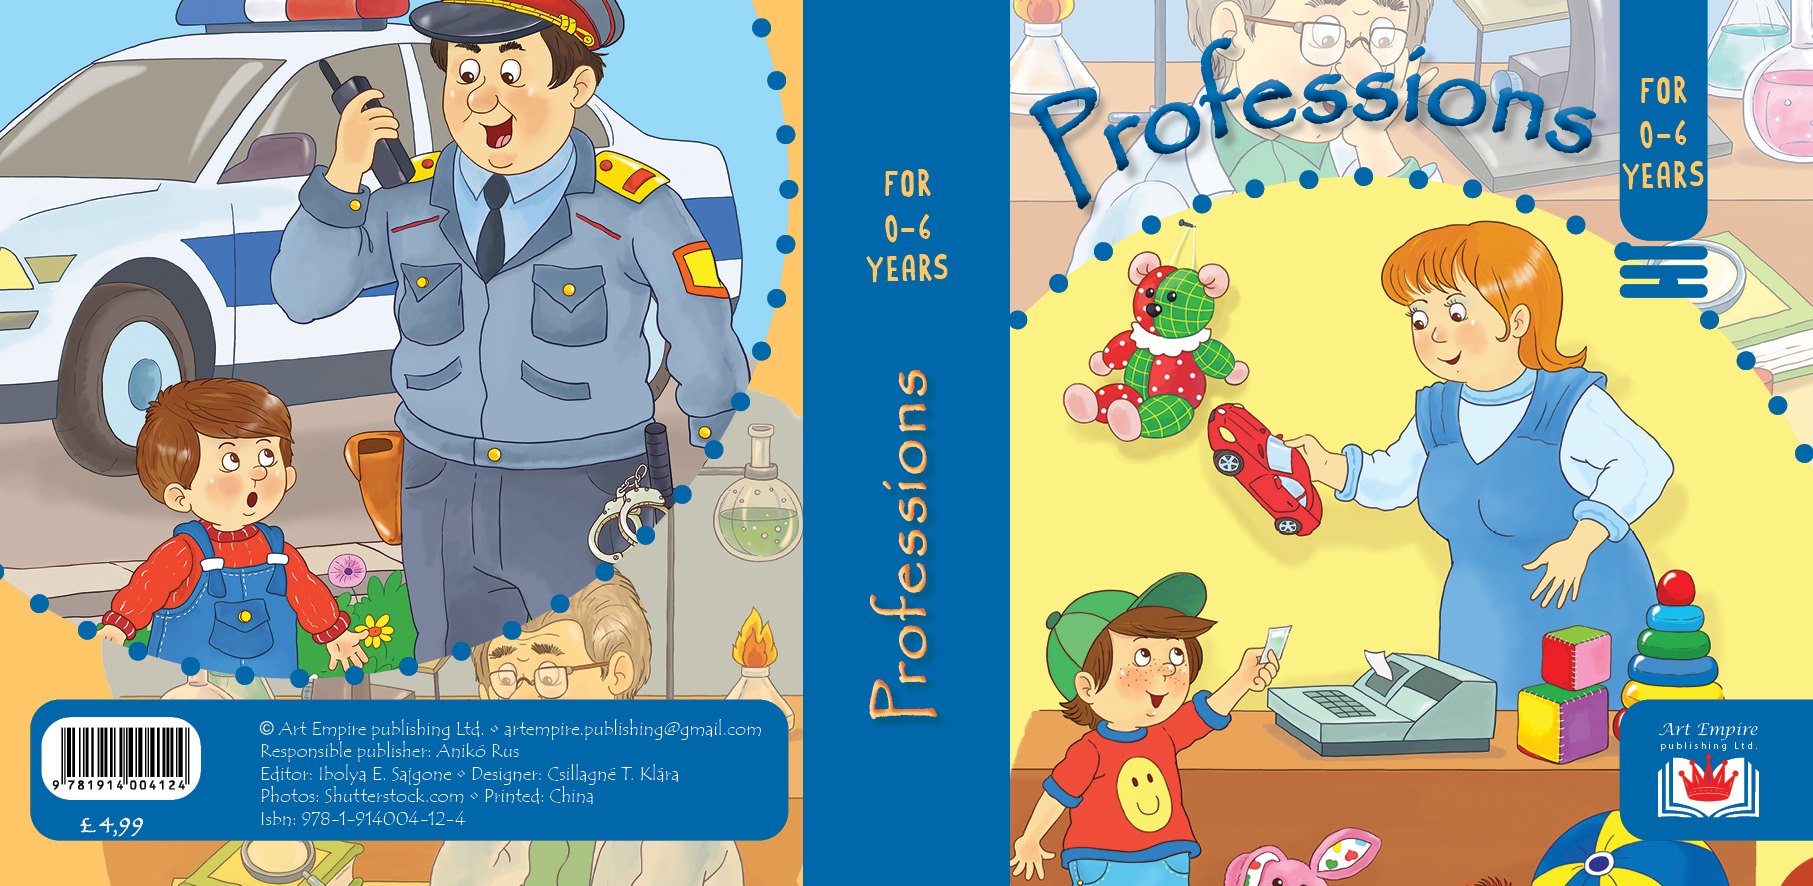 © Art Empire publishing Ltd. ⋄ artempire.publishing@gmail.com
Responsible publisher: Anikó Rus
Editor: Ibolya E. Sajgone ⋄ Designer: Csillagné T. Klára
Photos: Shutterstock.com ⋄ Printed: China
Isbn: 978-1-914004-12-4
9 781914 004124
£ 4,99
FOR
0-6
YEARS
Professions
Professions
FOR
0-6
YEARS
Art Empire
publishing Ltd.